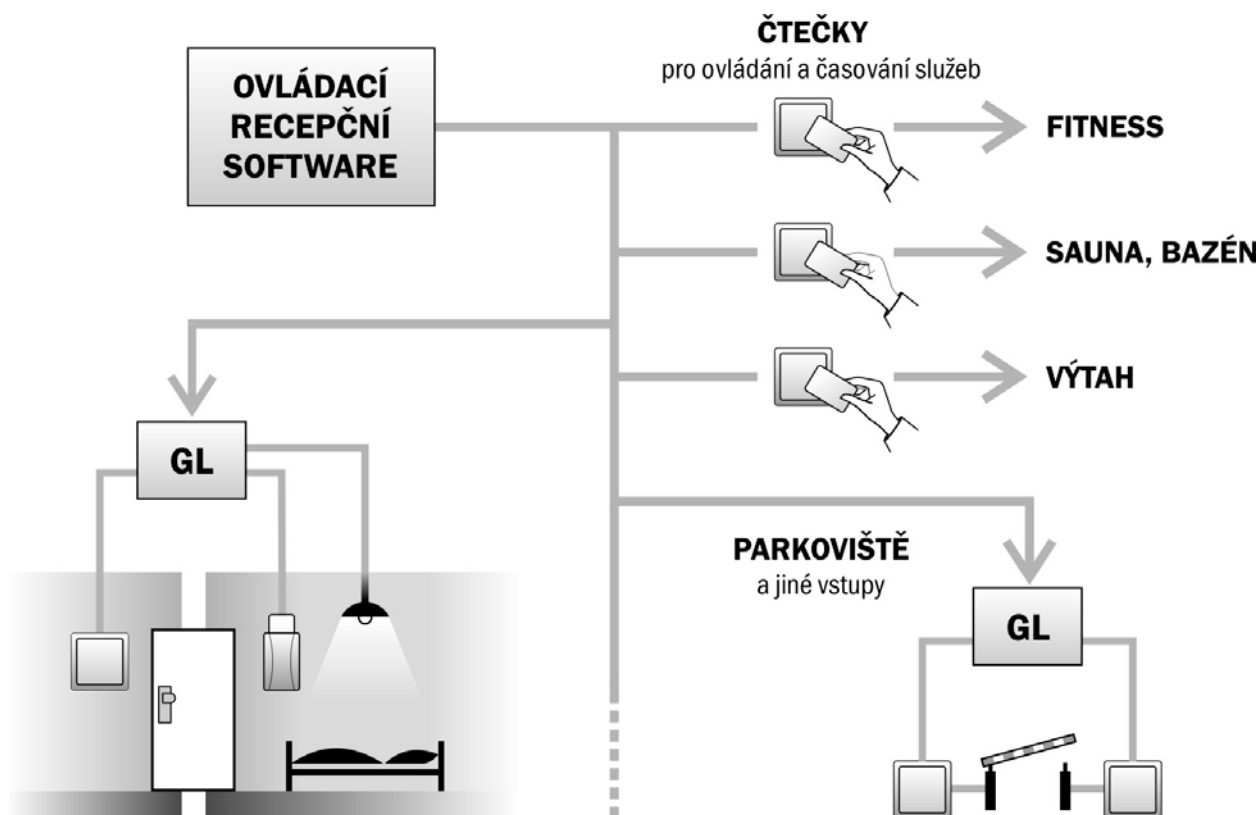 OVLÁDACÍ
RECEPČNÍ
SOFTWARE
ČTEČKY
pro ovládání a časování služeb
FITNESS
SAUNA, BAZÉN
VÝTAH
GL
PARKOVIŠTĚ
a jiné vstupy
GL